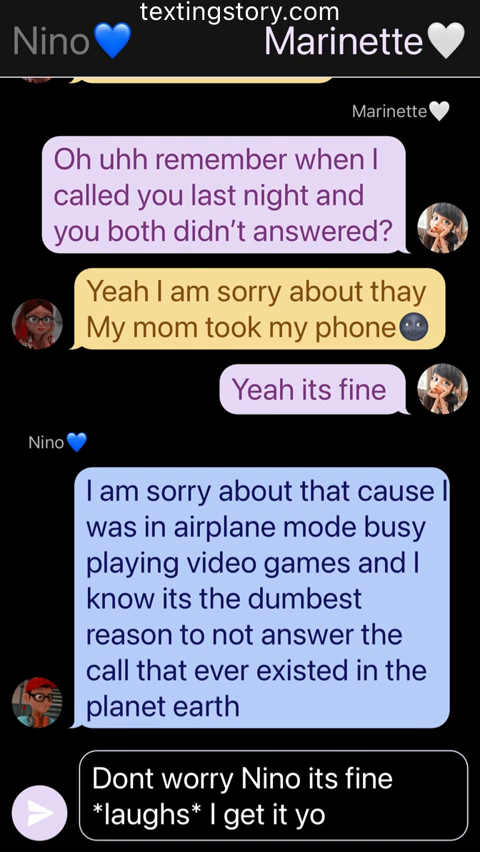 textingstory.com
Nino💙 Marinette🤍
Marinette🤍
Oh uhh remember when I
called you last night and
you both didn’t answered?
Yeah I am sorry about thay
My mom took my phone🌚
Yeah its fine
Nino💙
I am sorry about that cause I
was in airplane mode busy
playing video games and I
know its the dumbest
reason to not answer the
call that ever existed in the
planet earth
Dont worry Nino its fine
*laughs* I get it yo